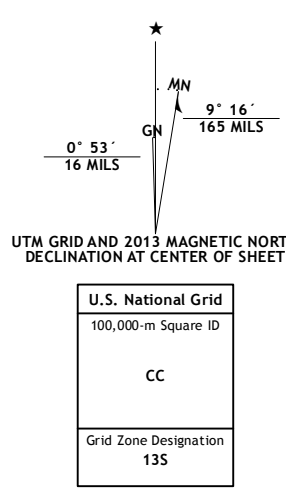 ★
MN
GN
9° 16´
165 MILS
0° 53´
16 MILS
UTM GRID AND 2013 MAGNETIC NORT
DECLINATION AT CENTER OF SHEET
U.S. National Grid
100,000-m Square ID
CC
Grid Zone Designation
13S